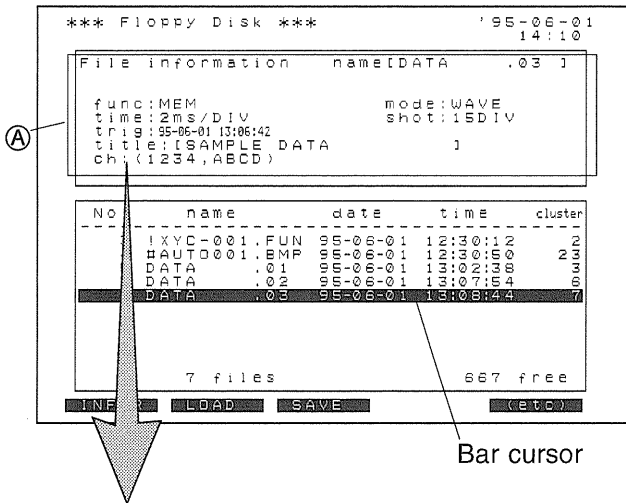 *** Floppy Disk *** '95-06-01
14:10
File information name[DATA .03 ]
func:MEM mode:WAVE
time:2ms/DIV shot:15DIV
trig:95-06-01 13:06:42
title:[SAMPLE DATA ]
ch:(1234,ABCD)
A
No name date time cluster
!XYC-001.FUN 95-06-01 12:30:12 2
#AUTO001.BMP 95-06-01 12:30:50 23
DATA .01 95-06-01 13:02:38 3
DATA .02 95-06-01 13:07:54 6
DATA .03 95-06-01 13:08:44 7
7 files 667 free
LOAD SAVE (etc)
Bar cursor